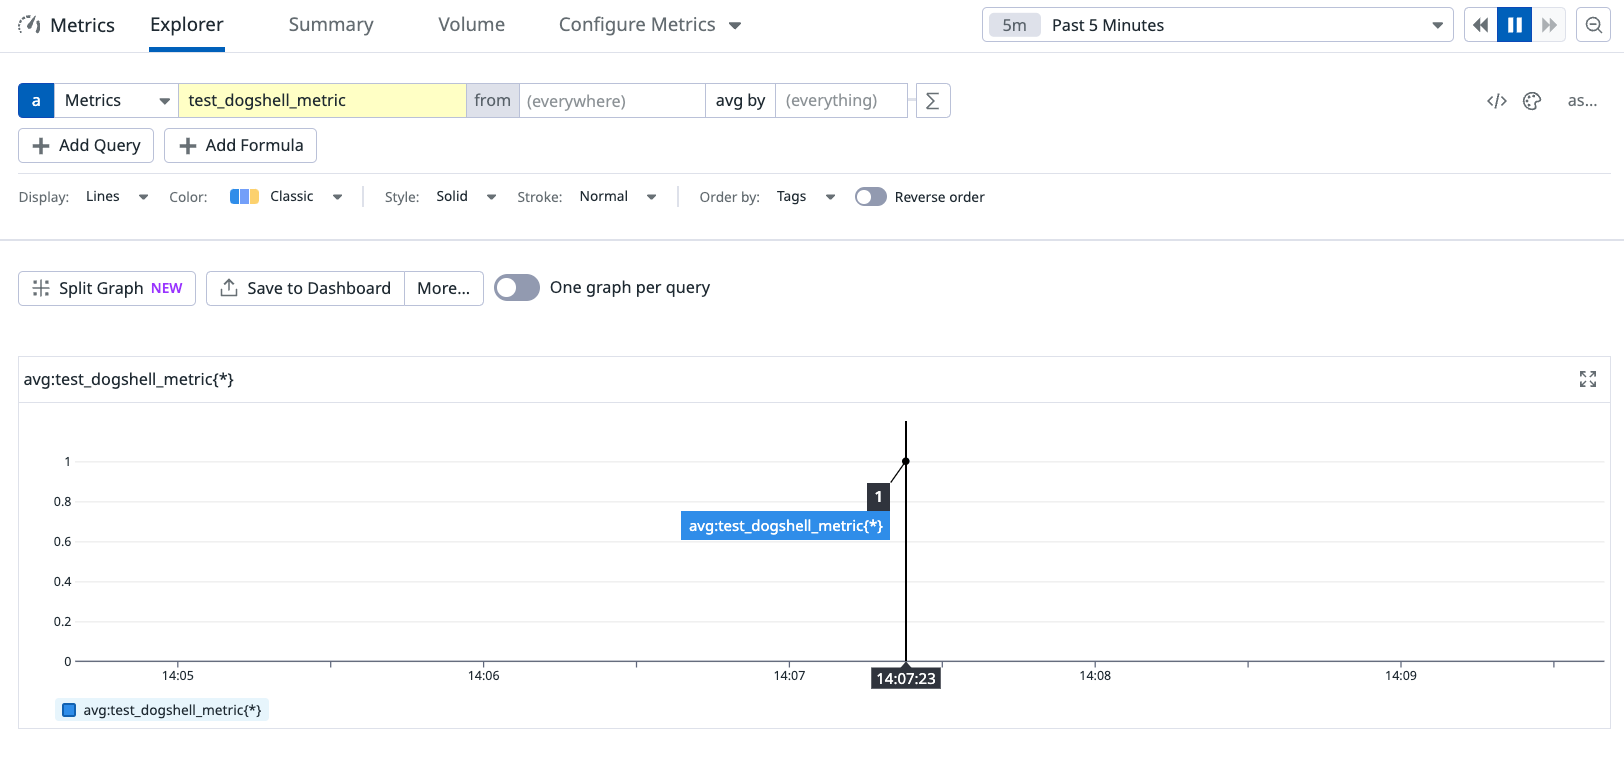 Metrics Explorer Summary Volume Configure Metrics 5m Past 5 Minutes
a Metrics test_dogshell_metric from (everywhere) avg by (everything) Σ </> as...
Add Query Add Formula
Display: Lines Color: Classic Style: Solid Stroke: Normal Order by: Tags Reverse order
Split Graph NEW Save to Dashboard More... One graph per query
avg:test_dogshell_metric{*}
1
0.8
0.6
0.4
0.2
0
1
avg:test_dogshell_metric{*}
14:05 14:06 14:07 14:07:23 14:08 14:09
avg:test_dogshell_metric{*}